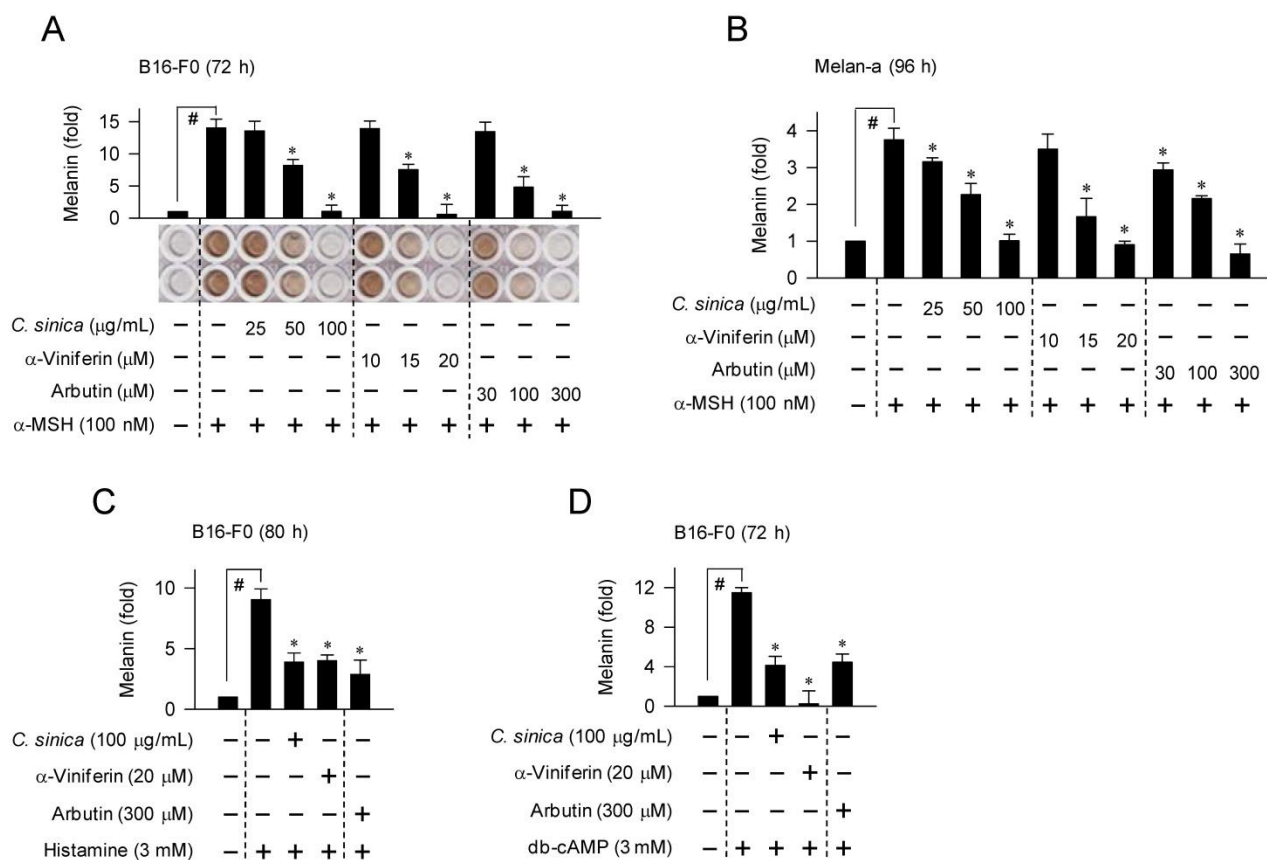 A
B16-F0 (72 h)
Melanin (fold)
15
10
5
0
#
* * * * * *
C. sinica (μg/mL) – – 25 50 100 – – – – – –
α-Viniferin (μM) – – – – – 10 15 20 – – –
Arbutin (μM) – – – – – – – – 30 100 300
α-MSH (100 nM) – + + + + + + + + + +
B
Melan-a (96 h)
Melanin (fold)
4
3
2
1
0
#
* * * * * * * *
C. sinica (μg/mL) – – 25 50 100 – – – – – –
α-Viniferin (μM) – – – – – 10 15 20 – – –
Arbutin (μM) – – – – – – – – 30 100 300
α-MSH (100 nM) – + + + + + + + + + +
C
B16-F0 (80 h)
Melanin (fold)
10
5
0
#
* * *
C. sinica (100 μg/mL) – – + – –
α-Viniferin (20 μM) – – – + –
Arbutin (300 μM) – – – – +
Histamine (3 mM) – + + + +
D
B16-F0 (72 h)
Melanin (fold)
12
8
4
0
#
* * *
C. sinica (100 μg/mL) – – + – –
α-Viniferin (20 μM) – – – + –
Arbutin (300 μM) – – – – +
db-cAMP (3 mM) – + + + +